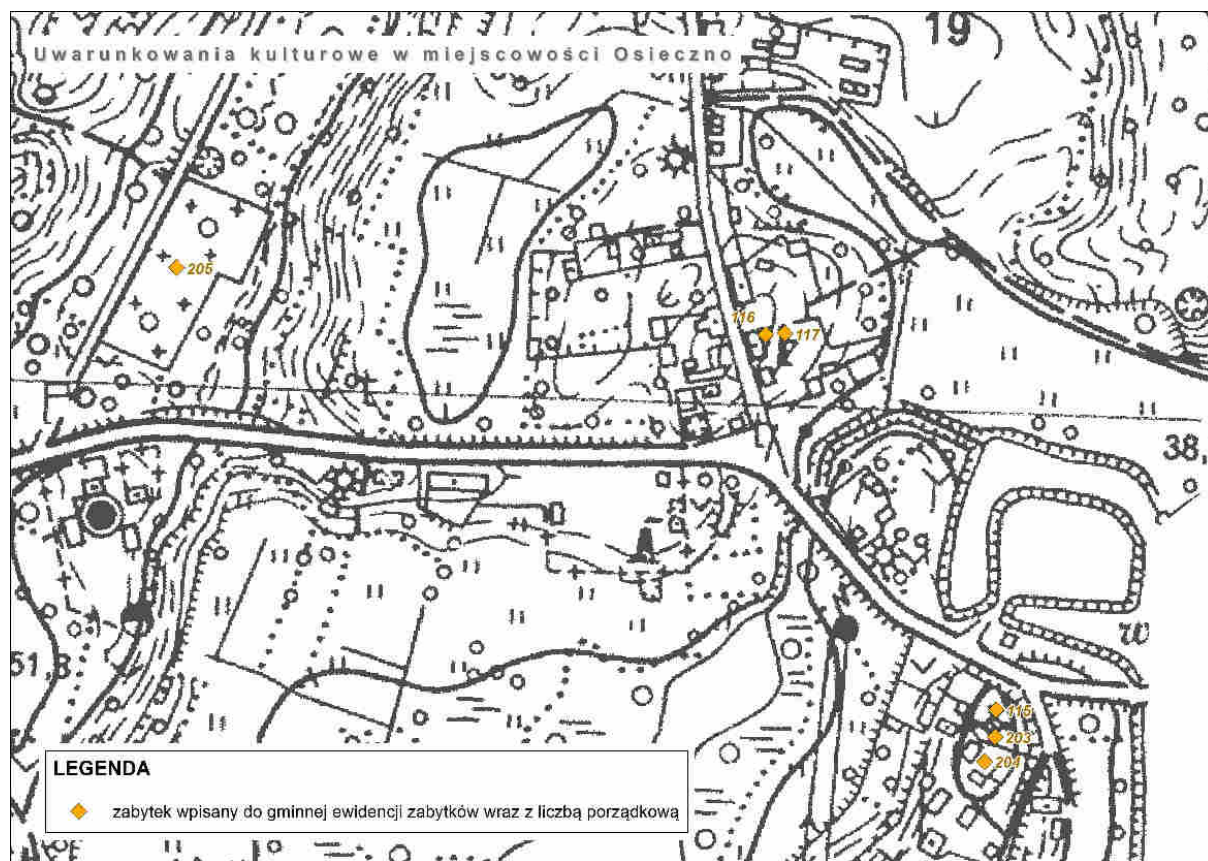 19
Uwarunkowania kulturowe w miejscowości Osieczno
205
116
117
38,
w
51,8
115
203
204
LEGENDA
zabytek wpisany do gminnej ewidencji zabytków wraz z liczbą porządkową